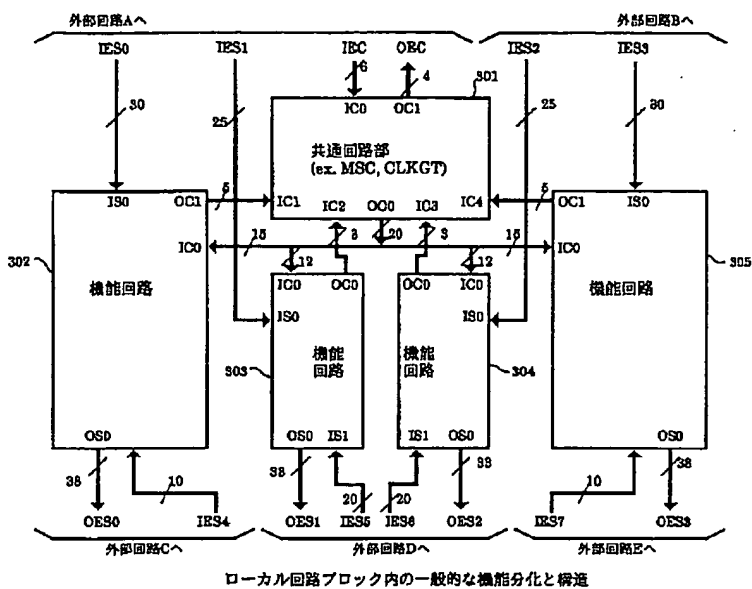 外部回路Aへ
外部回路Bへ
IES0
IES1
IEC
OEC
IES2
IES3
30
25
6
4
301
25
30
IC0
OC1
共通回路部
(ex. MSC, CLKGT)
IS0
OC1
5
IC1
IC2
OC0
IC3
IC4
5
OC1
IS0
302
IC0
15
3
20
3
15
IC0
305
12
12
機能回路
IC0
OC0
OC0
IC0
機能回路
IS0
IS0
機能
回路
機能
回路
303
304
OS0
OS0
IS1
IS1
OS0
OS0
38
10
38
20
20
38
10
38
OES0
IES4
OES1
IES5
IES6
OES2
IES7
OES3
外部回路Cへ
外部回路Dへ
外部回路Eへ
ローカル回路ブロック内の一般的な機能分化と構造